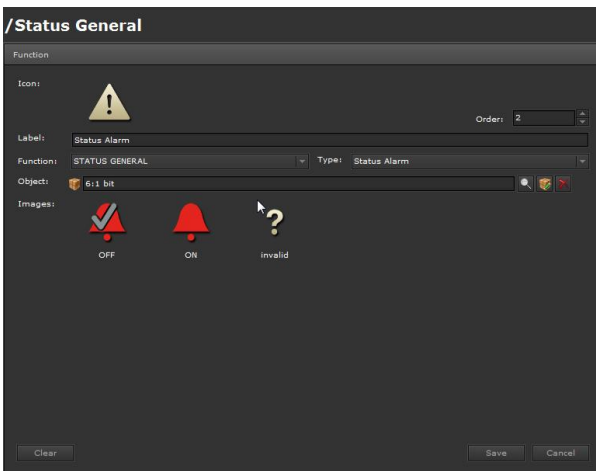 /Status General
Function
Icon:
Order: 2
Label: Status Alarm
Function: STATUS GENERAL Type: Status Alarm
Object: 6:1 bit
Images:
OFF ON invalid
Clear Save Cancel